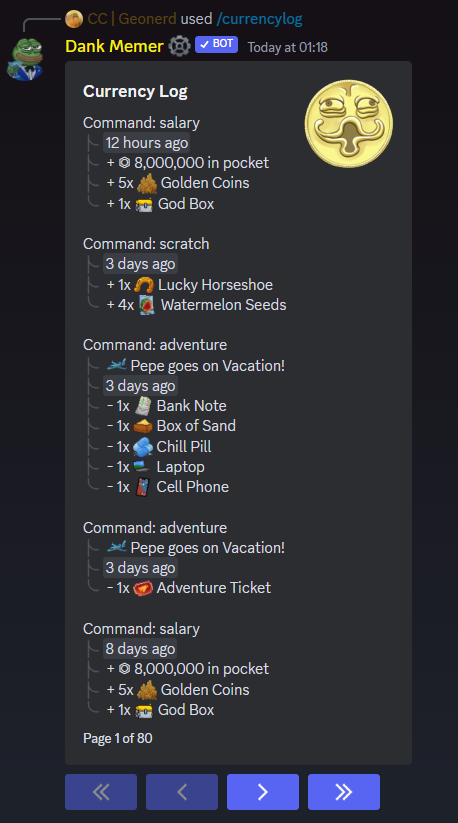 CC | Geonerd used /currencylog
Dank Memer ✓ BOT Today at 01:18
Currency Log
Command: salary
12 hours ago
+ 8,000,000 in pocket
+ 5x Golden Coins
+ 1x God Box
Command: scratch
3 days ago
+ 1x Lucky Horseshoe
+ 4x Watermelon Seeds
Command: adventure
Pepe goes on Vacation!
3 days ago
- 1x Bank Note
- 1x Box of Sand
- 1x Chill Pill
- 1x Laptop
- 1x Cell Phone
Command: adventure
Pepe goes on Vacation!
3 days ago
- 1x Adventure Ticket
Command: salary
8 days ago
+ 8,000,000 in pocket
+ 5x Golden Coins
+ 1x God Box
Page 1 of 80